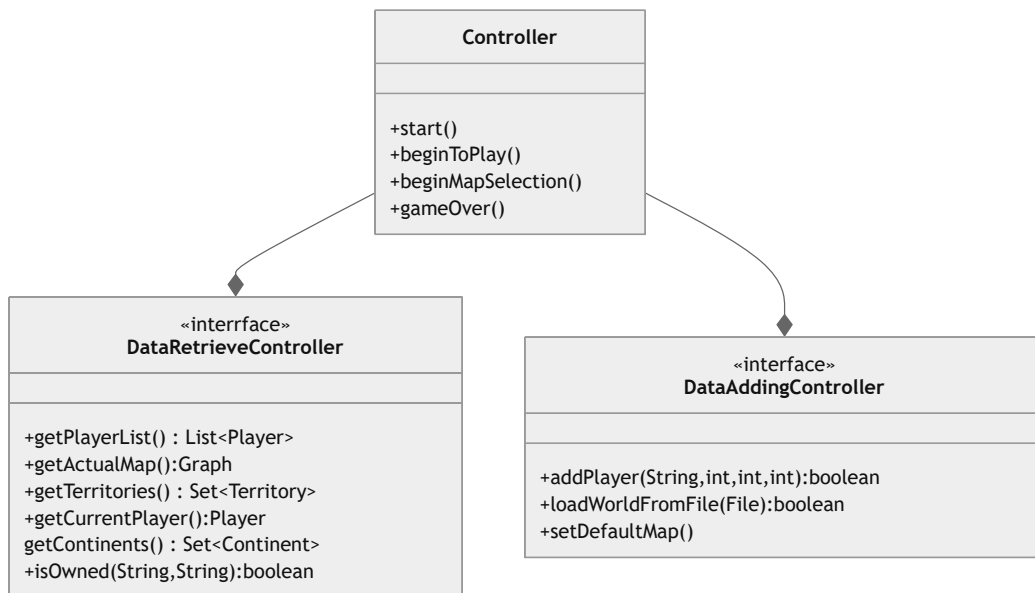 Controller
+start()
+beginToPlay()
+beginMapSelection()
+gameOver()
«interrface»
DataRetrieveController
+getPlayerList() : List<Player>
+getActualMap():Graph
+getTerritories() : Set<Territory>
+getCurrentPlayer():Player
getContinents() : Set<Continent>
+isOwned(String,String):boolean
«interface»
DataAddingController
+addPlayer(String,int,int,int):boolean
+loadWorldFromFile(File):boolean
+setDefaultMap()